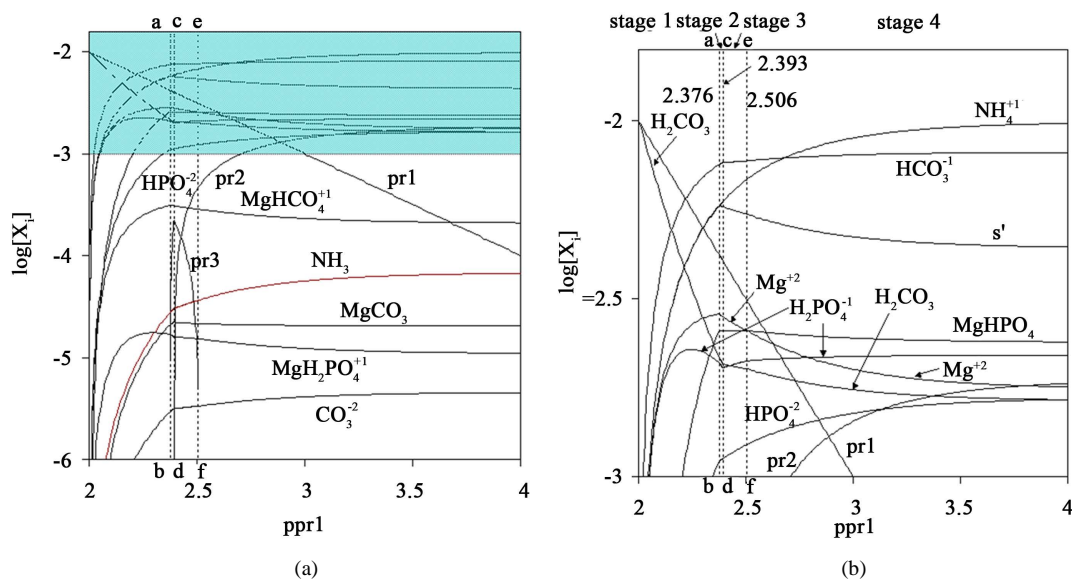 a c e
-2
-3
-4
-5
-6
log[Xi]
HPO4^-2
pr2
pr1
MgHCO4^+1
pr3
NH3
MgCO3
MgH2PO4^+1
CO3^-2
b d f
2 2.5 3 3.5 4
ppr1
(a)
stage 1 stage 2 stage 3 stage 4
a c e
2.393
2.376 2.506
-2
=2.5
-3
log[Xi]
H2CO3
NH4^+1
HCO3^-1
s'
Mg^+2
H2PO4^-1
H2CO3
MgHPO4
Mg^+2
HPO4^-2
pr1
pr2
b d f
2 2.5 3 3.5 4
ppr1
(b)